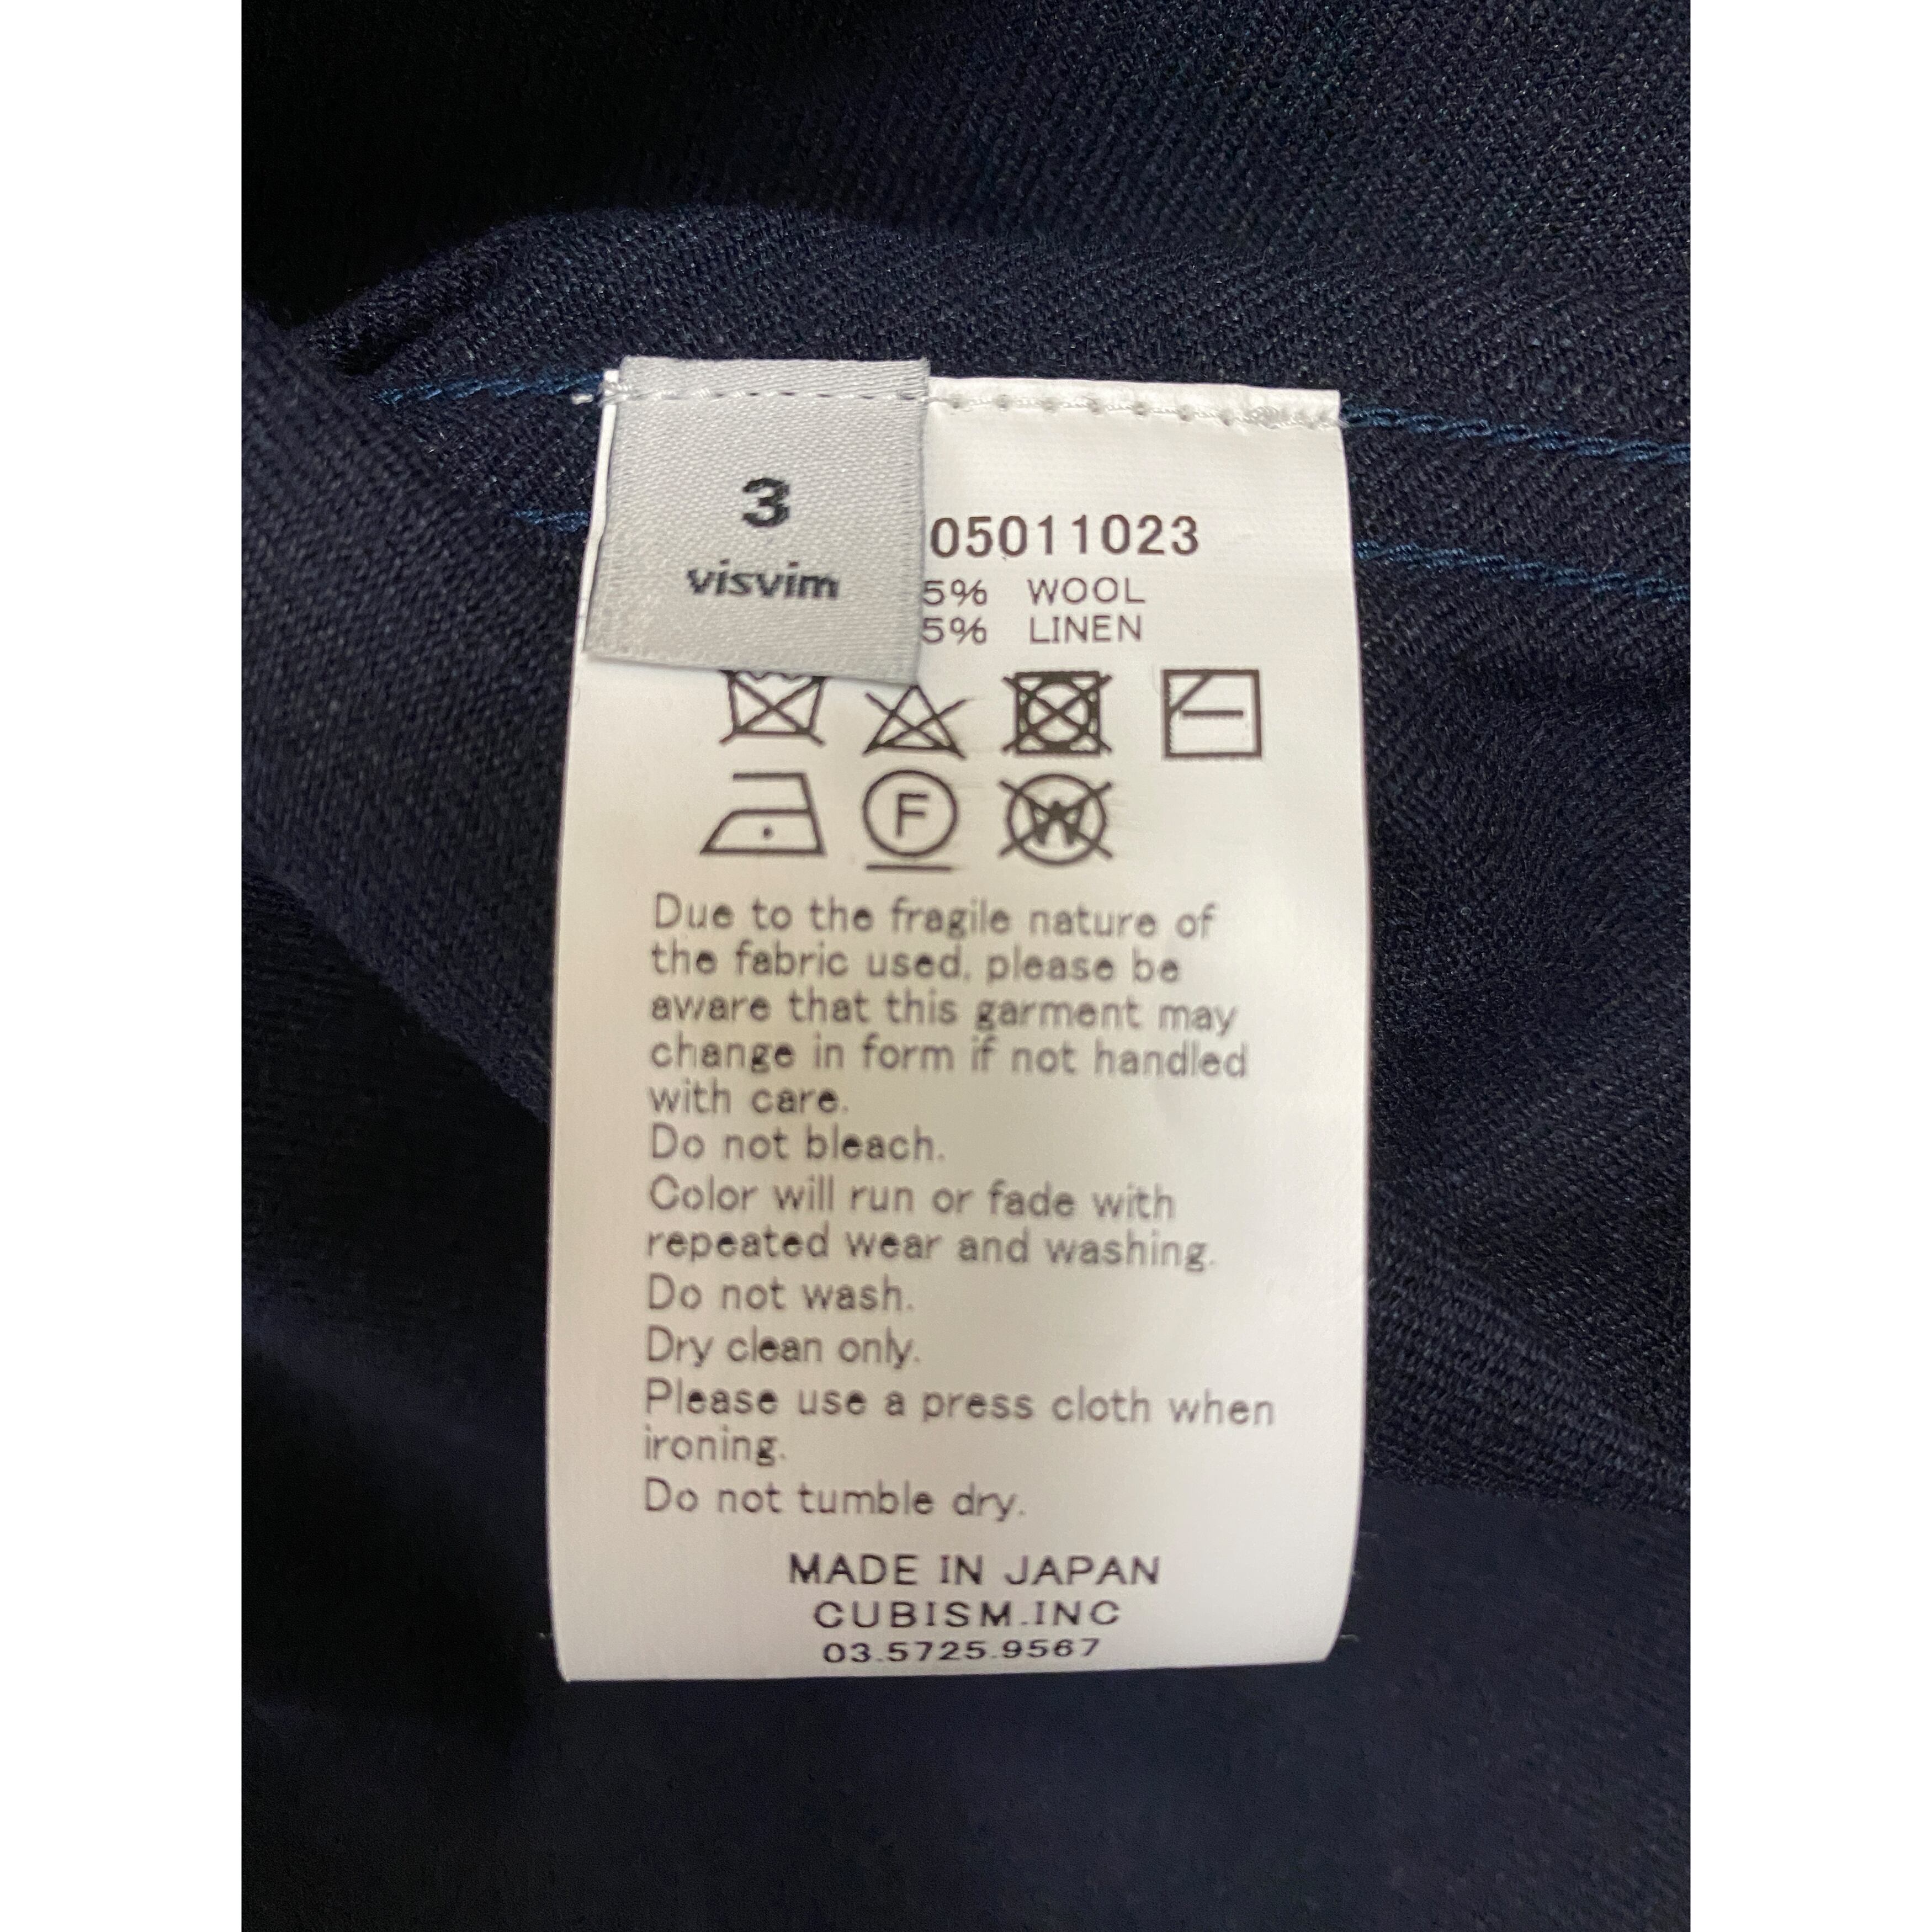 3
visvim
05011023
5% WOOL
5% LINEN
F
W
Due to the fragile nature of
the fabric used, please be
aware that this garment may
change in form if not handled
with care.
Do not bleach.
Color will run or fade with
repeated wear and washing.
Do not wash.
Dry clean only.
Please use a press cloth when
ironing.
Do not tumble dry.
MADE IN JAPAN
CUBISM.INC
03.5725.9567